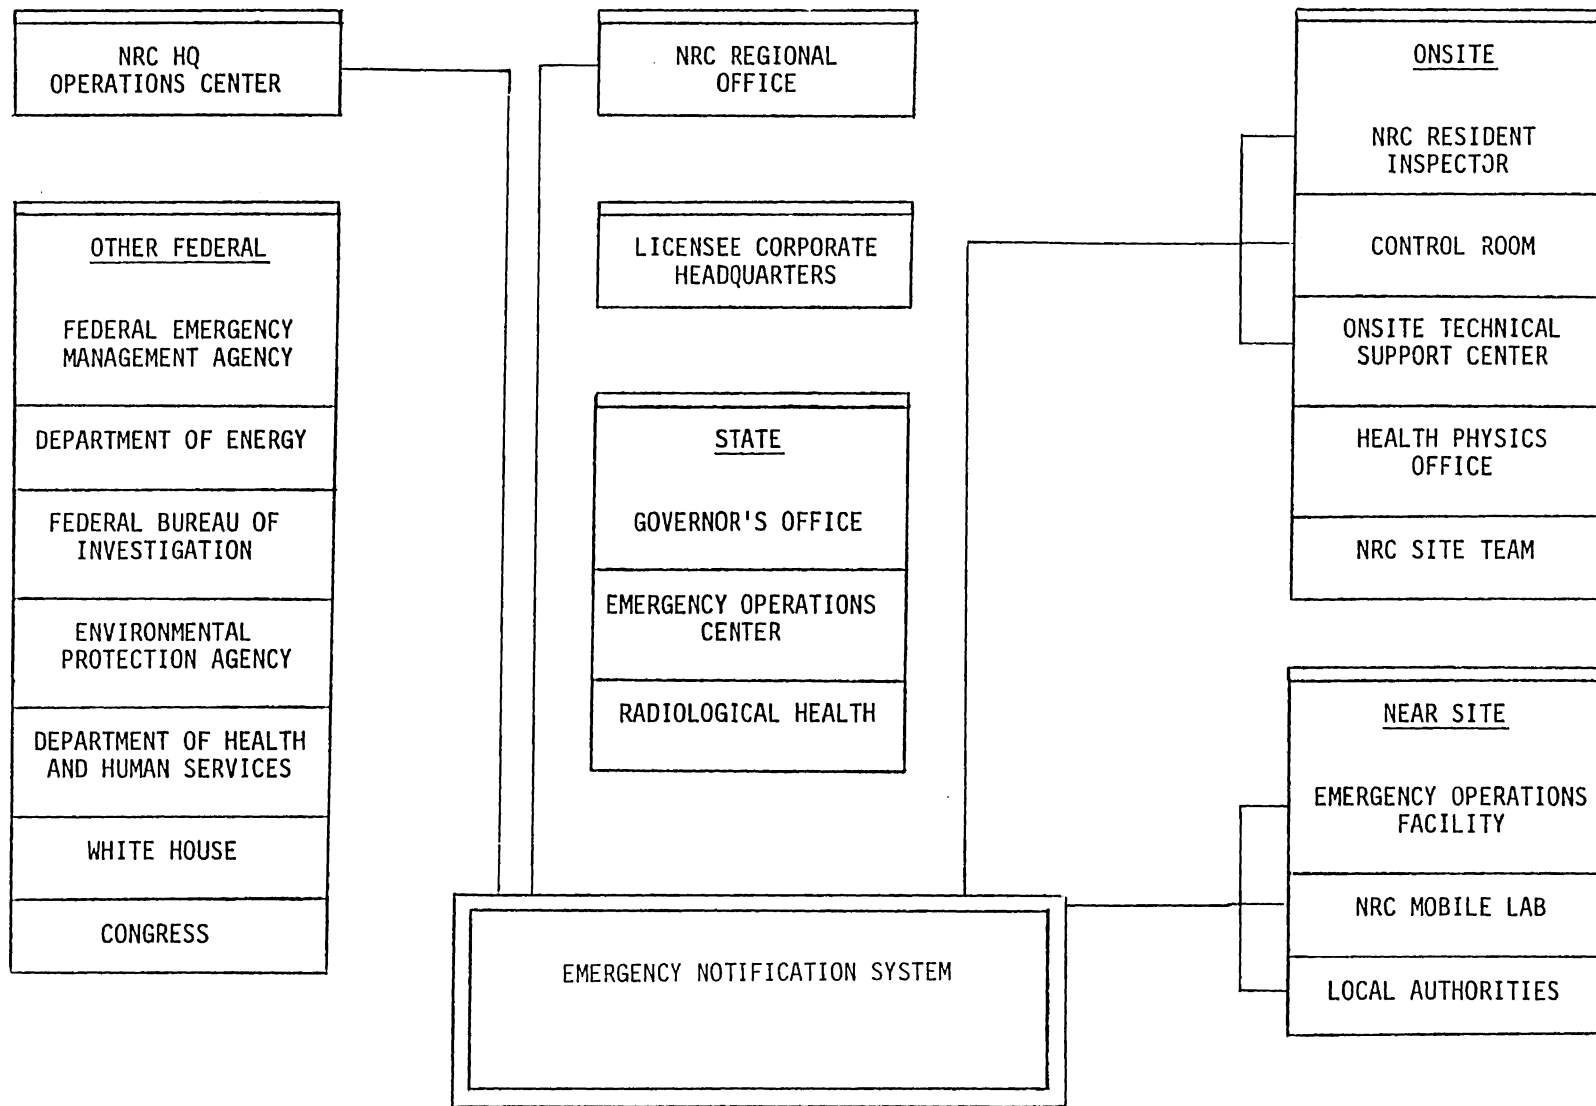 NRC HQ
OPERATIONS CENTER
OTHER FEDERAL
FEDERAL EMERGENCY
MANAGEMENT AGENCY
DEPARTMENT OF ENERGY
FEDERAL BUREAU OF
INVESTIGATION
ENVIRONMENTAL
PROTECTION AGENCY
DEPARTMENT OF HEALTH
AND HUMAN SERVICES
WHITE HOUSE
CONGRESS
NRC REGIONAL
OFFICE
LICENSEE CORPORATE
HEADQUARTERS
STATE
GOVERNOR'S OFFICE
EMERGENCY OPERATIONS
CENTER
RADIOLOGICAL HEALTH
EMERGENCY NOTIFICATION SYSTEM
ONSITE
NRC RESIDENT
INSPECTOR
CONTROL ROOM
ONSITE TECHNICAL
SUPPORT CENTER
HEALTH PHYSICS
OFFICE
NRC SITE TEAM
NEAR SITE
EMERGENCY OPERATIONS
FACILITY
NRC MOBILE LAB
LOCAL AUTHORITIES